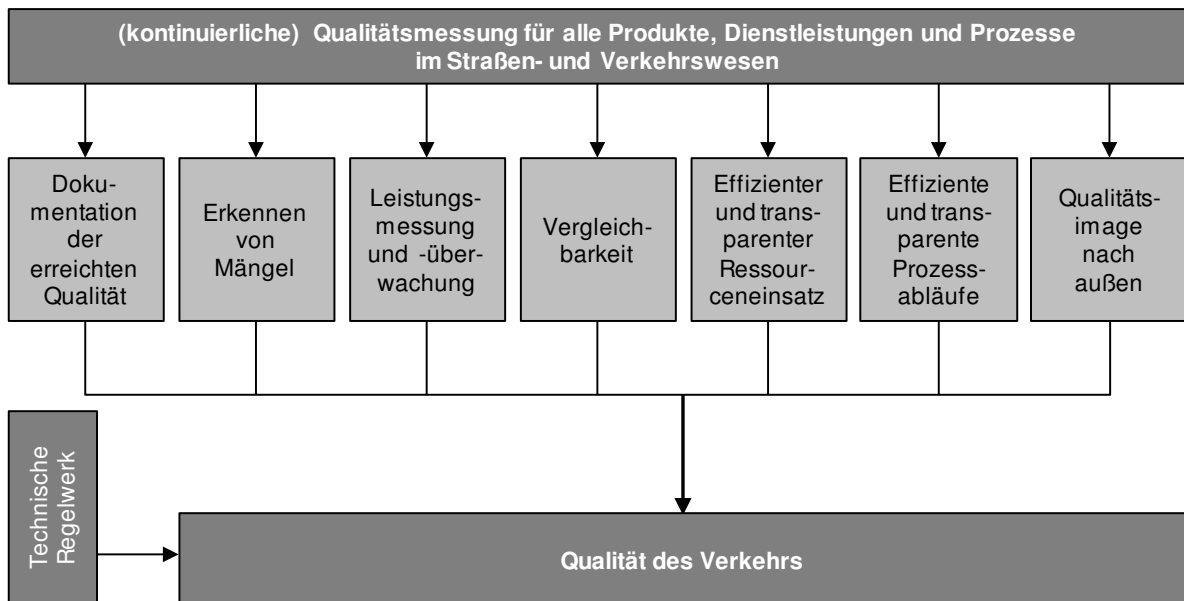 (kontinuierliche) Qualitätsmessung für alle Produkte, Dienstleistungen und Prozesse
im Straßen- und Verkehrswesen
Doku-
mentation
der
erreichten
Qualität
Erkennen
von
Mängel
Leistungs-
messung
und -über-
wachung
Vergleich-
barkeit
Effizienter
und trans-
parenter
Ressour-
ceneinsatz
Effiziente
und trans-
parente
Prozess-
abläufe
Qualitäts-
image
nach
außen
Technische
Regelwerk
Qualität des Verkehrs